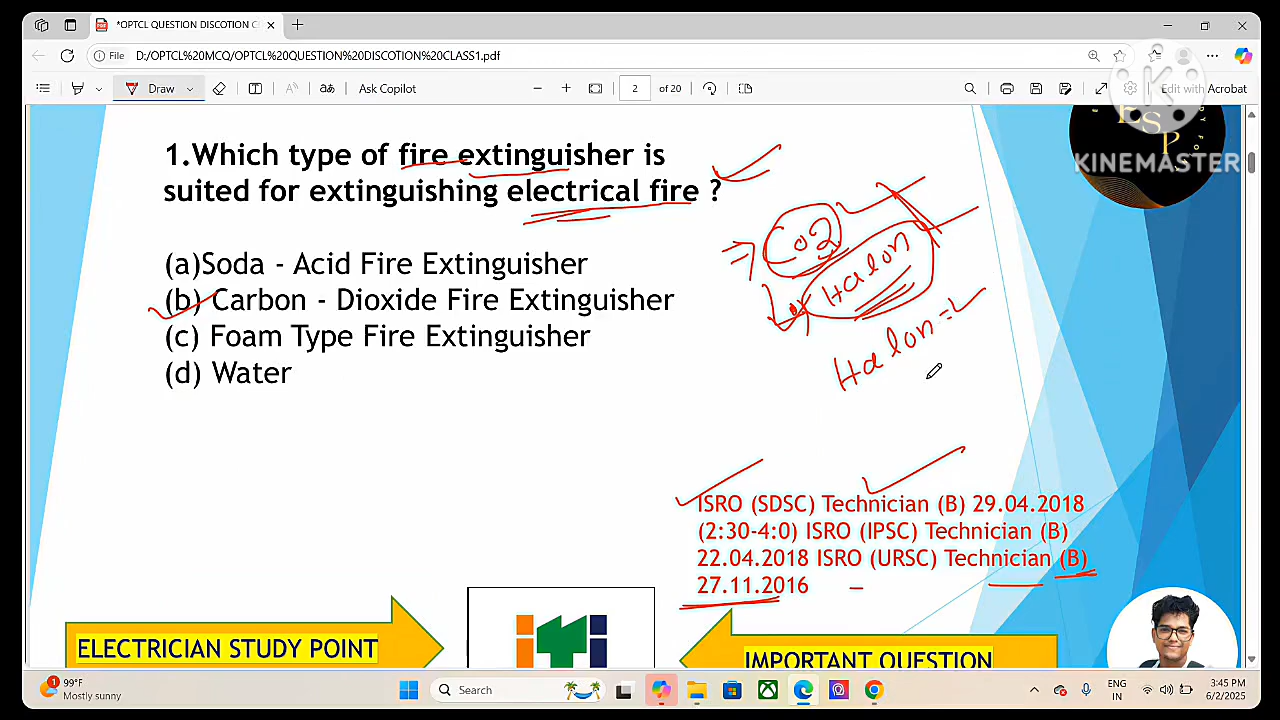 *OPTCL QUESTION DISCOTION C
File D:/OPTCL%20MCQ/OPTCL%20QUESTION%20DISCOTION%20CLASS1.pdf
Draw Ask Copilot 2 of 20 Edit with Acrobat
ESP
KINEMASTER
1.Which type of fire extinguisher is
suited for extinguishing electrical fire ?
(a)Soda - Acid Fire Extinguisher
(b) Carbon - Dioxide Fire Extinguisher
(c) Foam Type Fire Extinguisher
(d) Water
⇒ CO2
or Halon
Halon =
ISRO (SDSC) Technician (B) 29.04.2018
(2:30-4:0) ISRO (IPSC) Technician (B)
22.04.2018 ISRO (URSC) Technician (B)
27.11.2016
iTi
ELECTRICIAN STUDY POINT
IMPORTANT QUESTION
1 99°F
Mostly sunny
Search
ENG
IN
3:45 PM
6/2/2025